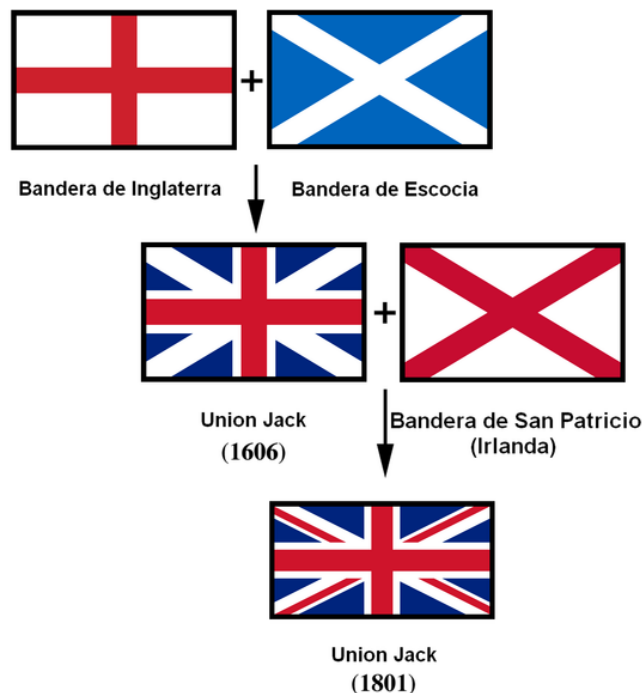 +
Bandera de Inglaterra
Bandera de Escocia
+
Union Jack
(1606)
Bandera de San Patricio
(Irlanda)
Union Jack
(1801)